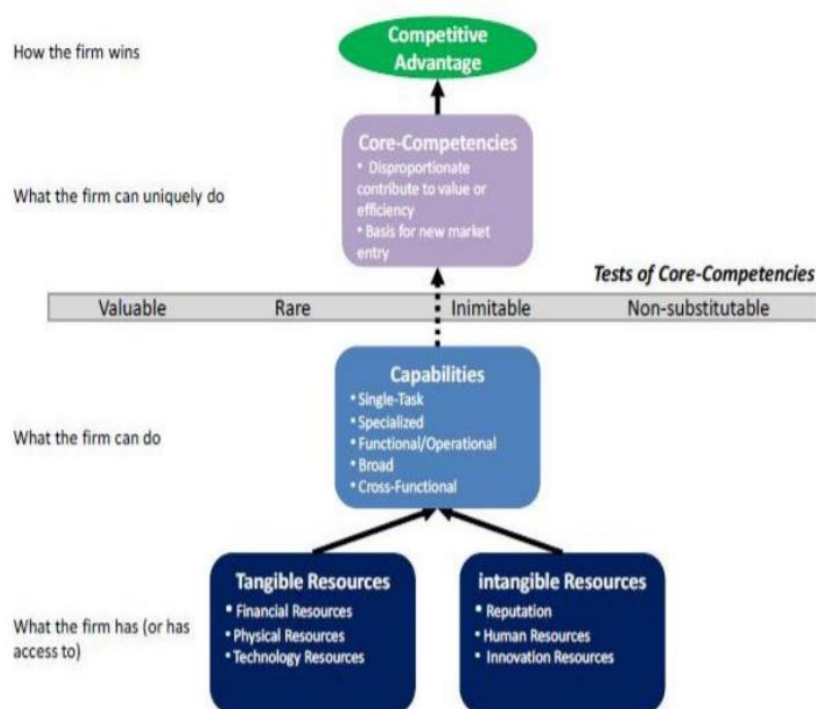 How the firm wins
Competitive
Advantage
What the firm can uniquely do
Core-Competencies
• Disproportionate
contribute to value or
efficiency
• Basis for new market
entry
Tests of Core-Competencies
Valuable Rare Inimitable Non-substitutable
What the firm can do
Capabilities
• Single-Task
• Specialized
• Functional/Operational
• Broad
• Cross-Functional
What the firm has (or has
access to)
Tangible Resources
• Financial Resources
• Physical Resources
• Technology Resources
intangible Resources
• Reputation
• Human Resources
• Innovation Resources